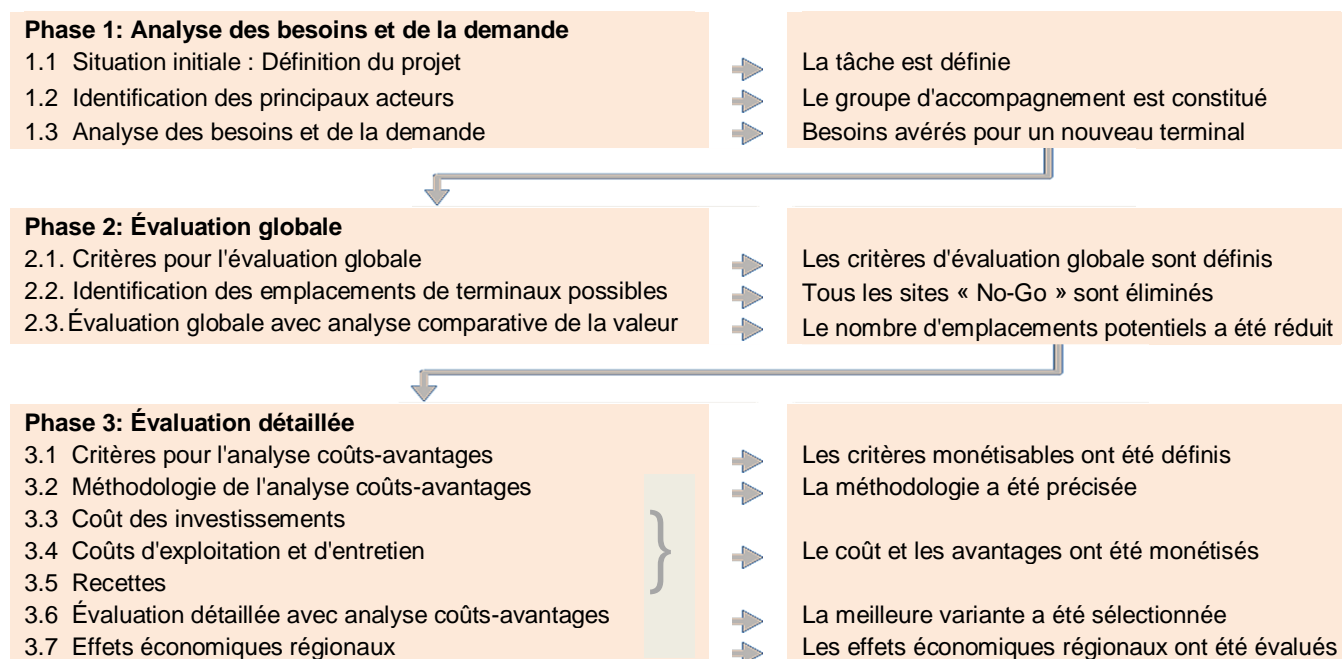 Phase 1: Analyse des besoins et de la demande
1.1 Situation initiale : Définition du projet
La tâche est définie
1.2 Identification des principaux acteurs
Le groupe d'accompagnement est constitué
1.3 Analyse des besoins et de la demande
Besoins avérés pour un nouveau terminal
Phase 2: Évaluation globale
2.1. Critères pour l'évaluation globale
Les critères d'évaluation globale sont définis
2.2. Identification des emplacements de terminaux possibles
Tous les sites « No-Go » sont éliminés
2.3.Évaluation globale avec analyse comparative de la valeur
Le nombre d'emplacements potentiels a été réduit
Phase 3: Évaluation détaillée
3.1 Critères pour l'analyse coûts-avantages
Les critères monétisables ont été définis
3.2 Méthodologie de l'analyse coûts-avantages
La méthodologie a été précisée
3.3 Coût des investissements
3.4 Coûts d'exploitation et d'entretien
Le coût et les avantages ont été monétisés
3.5 Recettes
3.6 Évaluation détaillée avec analyse coûts-avantages
La meilleure variante a été sélectionnée
3.7 Effets économiques régionaux
Les effets économiques régionaux ont été évalués